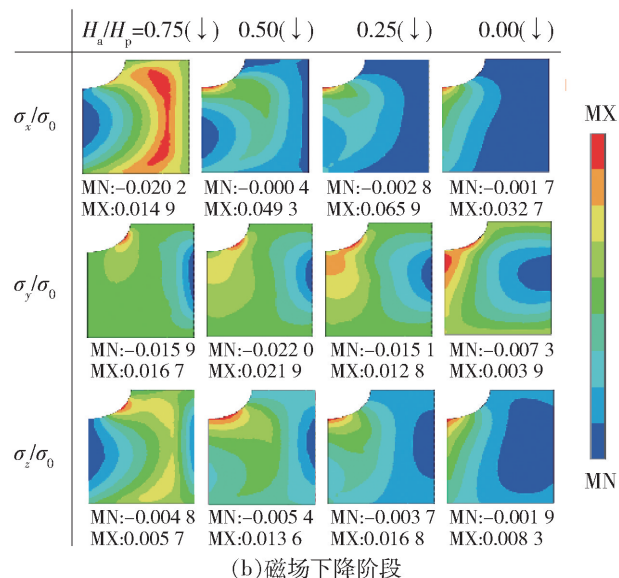 H_a/H_p=0.75(↓) 0.50(↓) 0.25(↓) 0.00(↓)
MX
σ_x/σ_0
MN:-0.020 2 MN:-0.000 4 MN:-0.002 8 MN:-0.001 7
MX:0.014 9 MX:0.049 3 MX:0.065 9 MX:0.032 7
σ_y/σ_0
MN:-0.015 9 MN:-0.022 0 MN:-0.015 1 MN:-0.007 3
MX:0.016 7 MX:0.021 9 MX:0.012 8 MX:0.003 9
σ_z/σ_0
MN
MN:-0.004 8 MN:-0.005 4 MN:-0.003 7 MN:-0.001 9
MX:0.005 7 MX:0.013 6 MX:0.016 8 MX:0.008 3
(b)磁场下降阶段